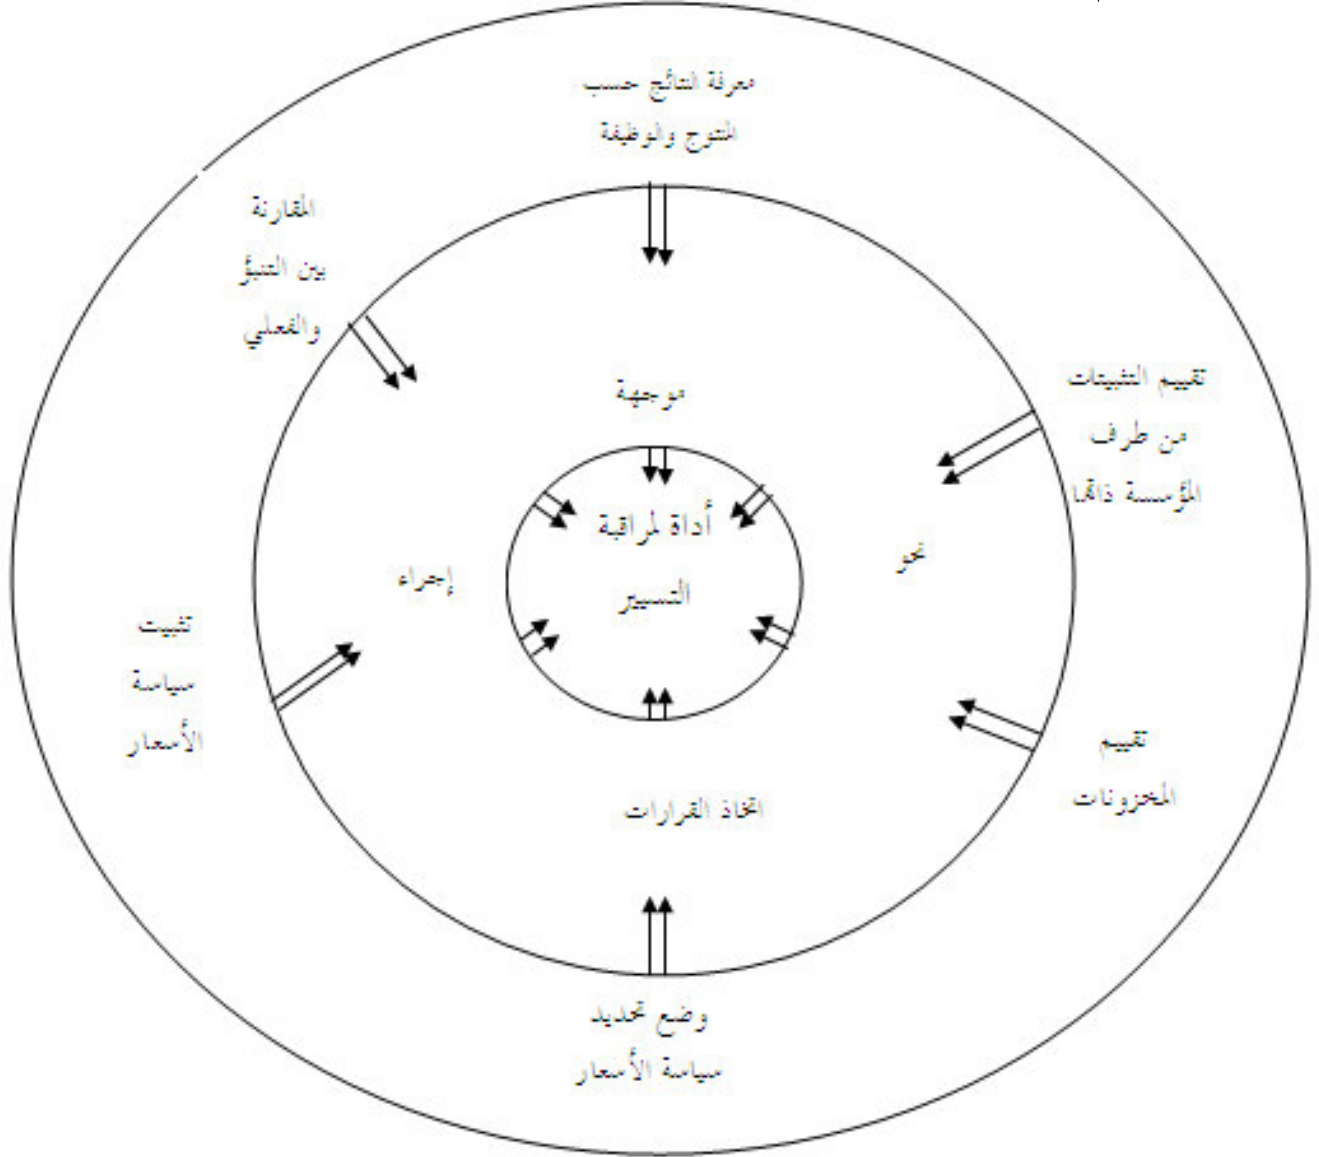 معرفة النتائج حسب
المنتوج والوظيفة
المقارنة
بين التنبؤ
والفعلي
تقييم التثبيتات
من طرف
المؤسسة ذاتها
موجهة
أداة لمراقبة
التسيير
نحو
إجراء
تثبيت
سياسة
الأسعار
تقييم
المخزونات
اتخاذ القرارات
وضع تحديد
سياسة الأسعار